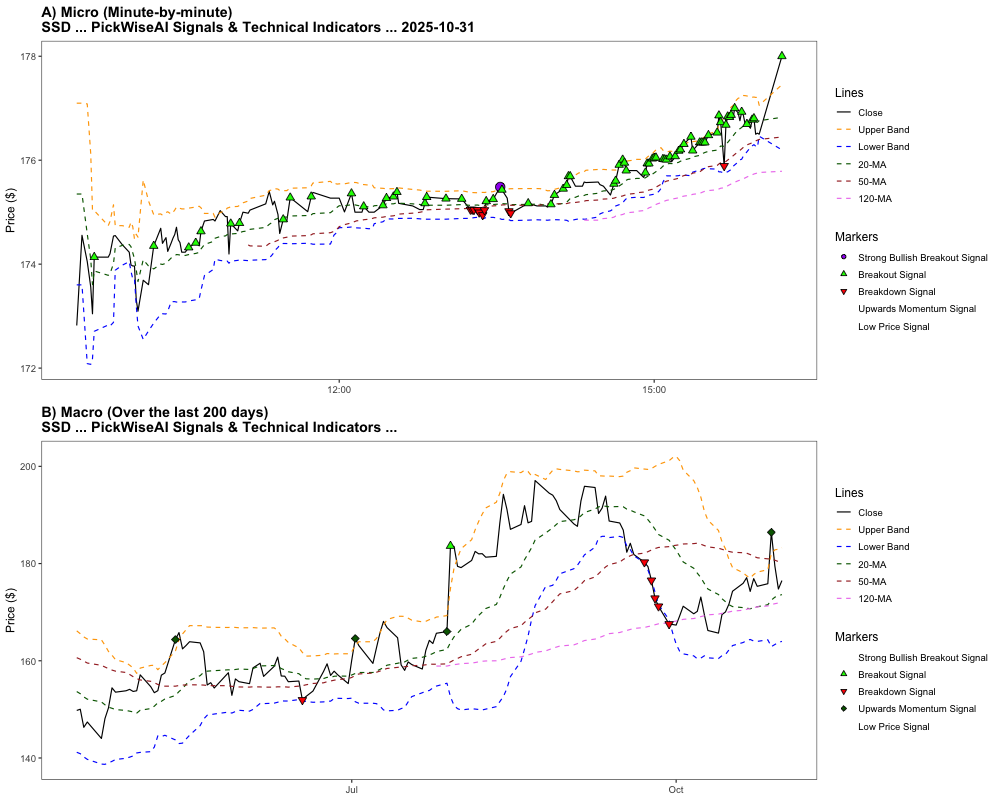 A) Micro (Minute-by-minute)
SSD ... PickWiseAI Signals & Technical Indicators ... 2025-10-31
Price ($)
178
176
174
172
12:00
15:00
Lines
Close
Upper Band
Lower Band
20-MA
50-MA
120-MA
Markers
Strong Bullish Breakout Signal
Breakout Signal
Breakdown Signal
Upwards Momentum Signal
Low Price Signal
B) Macro (Over the last 200 days)
SSD ... PickWiseAI Signals & Technical Indicators ...
Price ($)
200
180
160
140
Jul
Oct
Lines
Close
Upper Band
Lower Band
20-MA
50-MA
120-MA
Markers
Strong Bullish Breakout Signal
Breakout Signal
Breakdown Signal
Upwards Momentum Signal
Low Price Signal